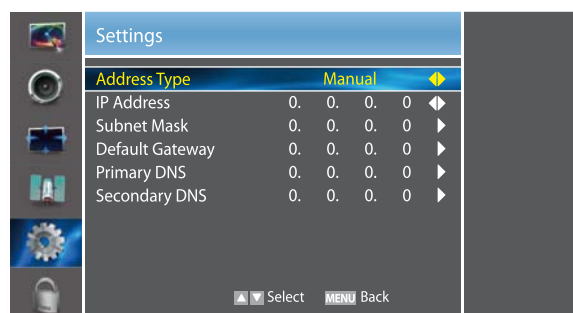 Settings
Address Type Manual
IP Address 0. 0. 0. 0
Subnet Mask 0. 0. 0. 0
Default Gateway 0. 0. 0. 0
Primary DNS 0. 0. 0. 0
Secondary DNS 0. 0. 0. 0
Select MENU Back